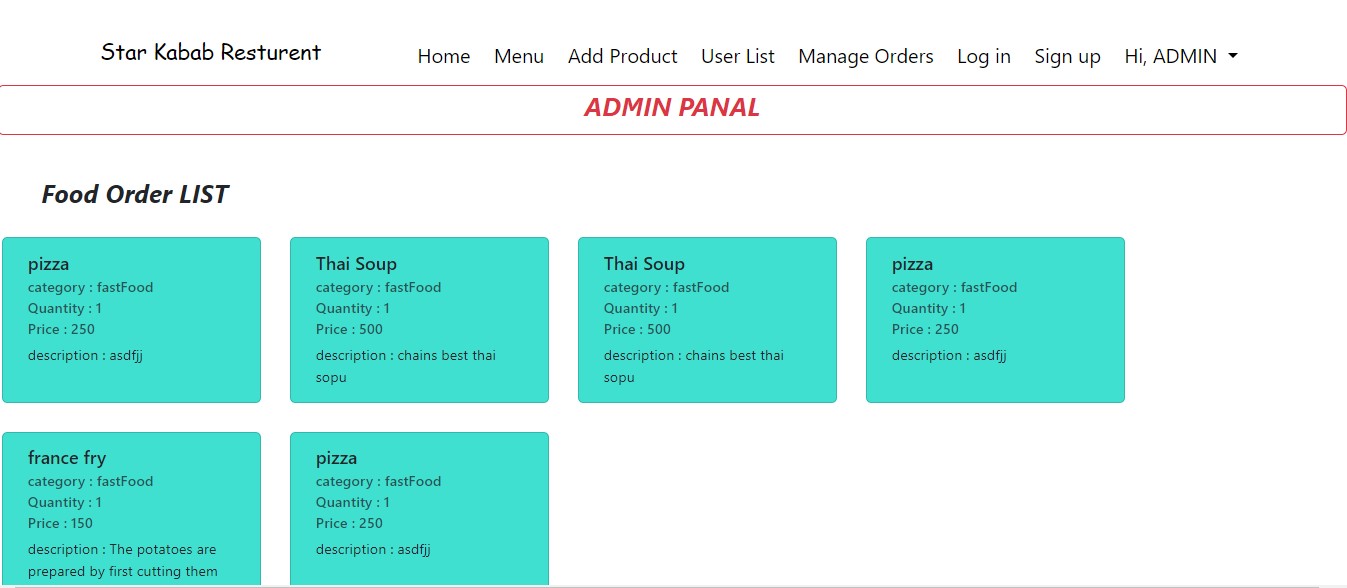 Star Kabab Resturent
Home Menu Add Product User List Manage Orders Log in Sign up Hi, ADMIN
ADMIN PANAL
Food Order LIST
pizza
category : fastFood
Quantity : 1
Price : 250
description : asdfjj
Thai Soup
category : fastFood
Quantity : 1
Price : 500
description : chains best thai
sopu
Thai Soup
category : fastFood
Quantity : 1
Price : 500
description : chains best thai
sopu
pizza
category : fastFood
Quantity : 1
Price : 250
description : asdfjj
france fry
category : fastFood
Quantity : 1
Price : 150
description : The potatoes are
prepared by first cutting them
pizza
category : fastFood
Quantity : 1
Price : 250
description : asdfjj